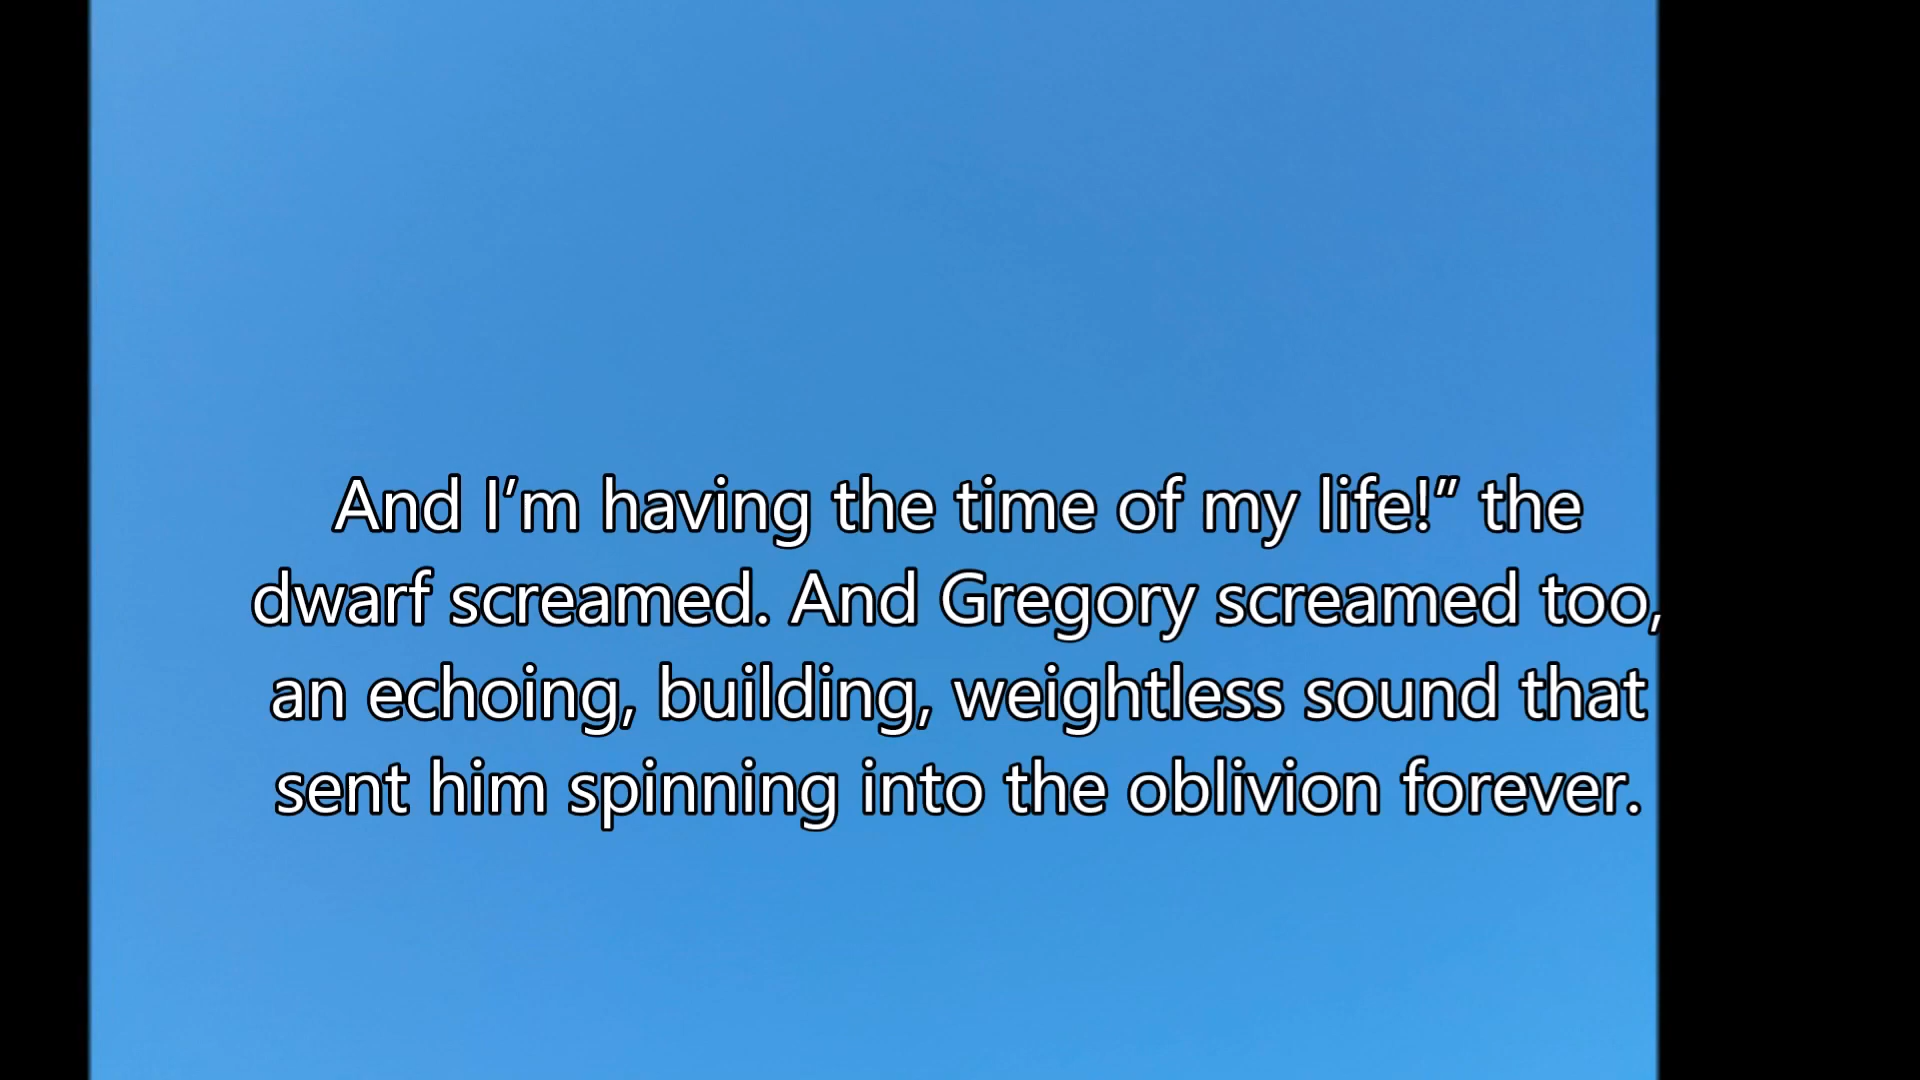 And I’m having the time of my life!” the
dwarf screamed. And Gregory screamed too,
an echoing, building, weightless sound that
sent him spinning into the oblivion forever.